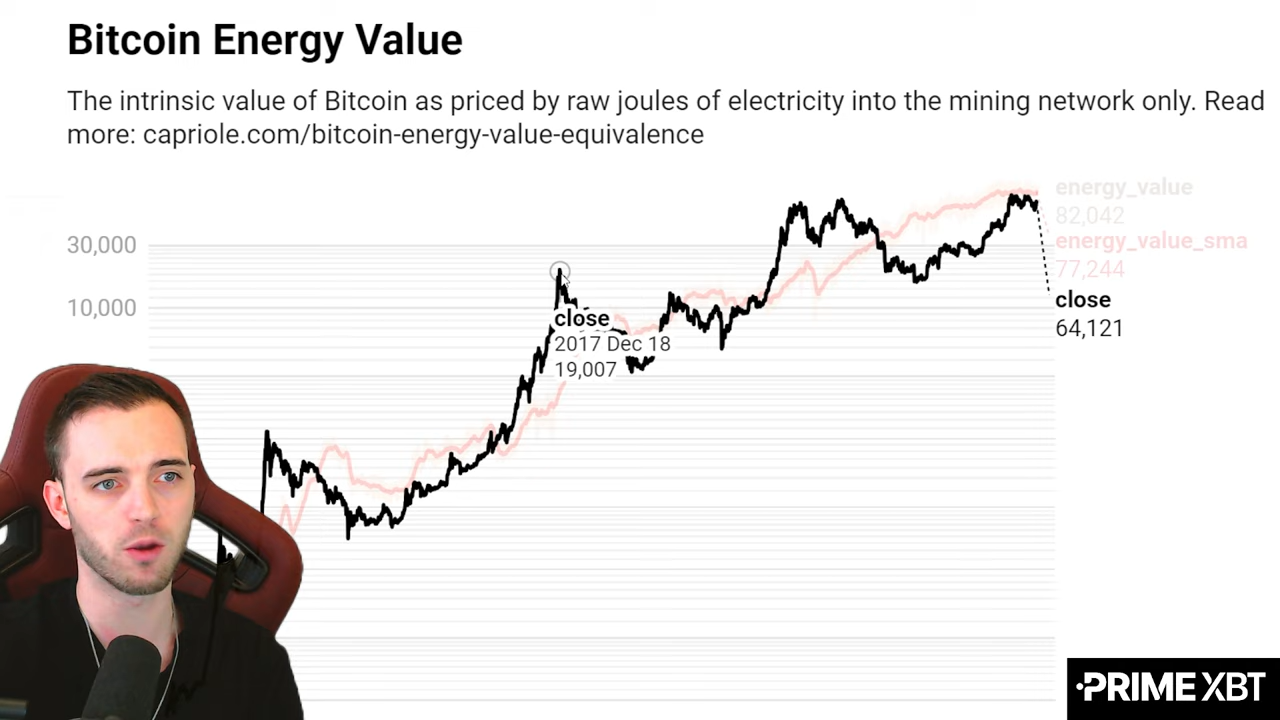 Bitcoin Energy Value
The intrinsic value of Bitcoin as priced by raw joules of electricity into the mining network only. Read
more: capriole.com/bitcoin-energy-value-equivalence
energy_value
82,042
energy_value_sma
77,244
close
64,121
30,000
10,000
close
2017 Dec 18
19,007
PRIME XBT